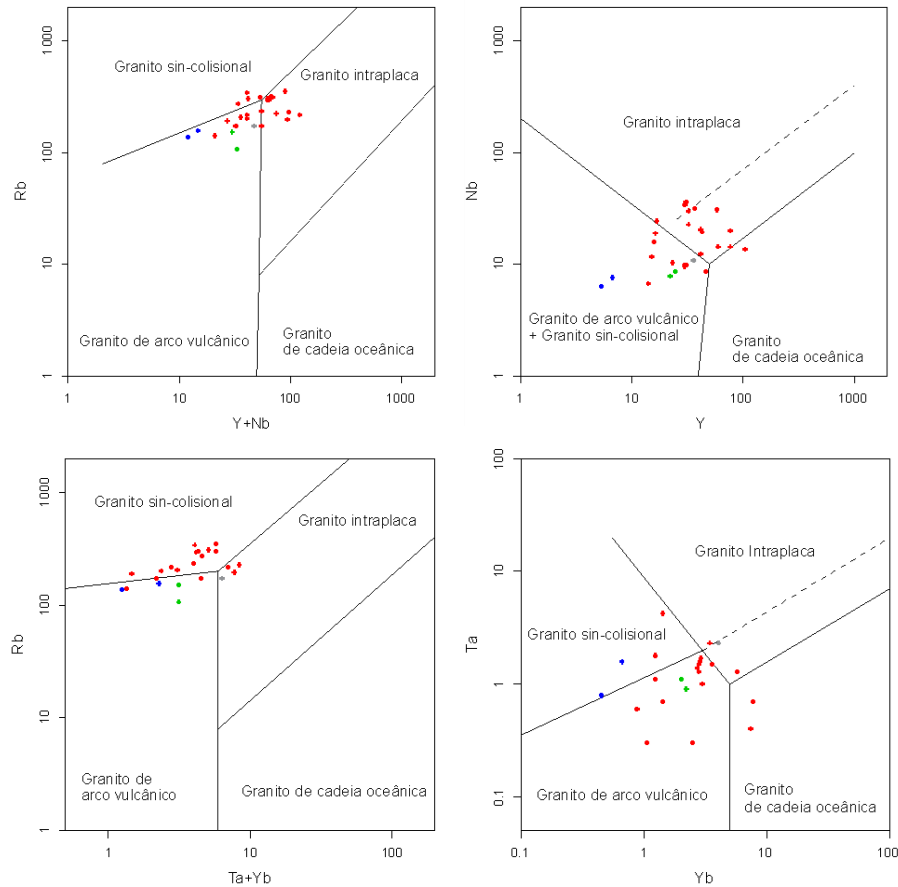 1000
Granito sin-colisional
Granito intraplaca
100
Rb
10
Granito de arco vulcânico
Granito
de cadeia oceânica
1
1
10
100
1000
Y+Nb
1000
Granito intraplaca
100
Nb
10
Granito de arco vulcânico
+ Granito sin-colisional
Granito
de cadeia oceânica
1
1
10
100
1000
Y
1000
Granito sin-colisional
Granito intraplaca
100
Rb
10
Granito de
arco vulcânico
Granito de cadeia oceânica
1
1
10
100
Ta+Yb
100
10
Granito Intraplaca
Granito sin-colisional
Ta
1
Granito de arco vulcânico
Granito
de cadeia oceânica
0.1
0.1
1
10
100
Yb